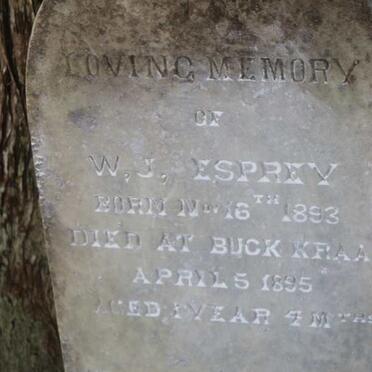 LOVING MEMORY
OF
W. J. ESPREY
BORN NOV 16TH 1893
DIED AT BUCK KRAA
APRIL 5 1895
AGED 1 YEAR 4 MTHS